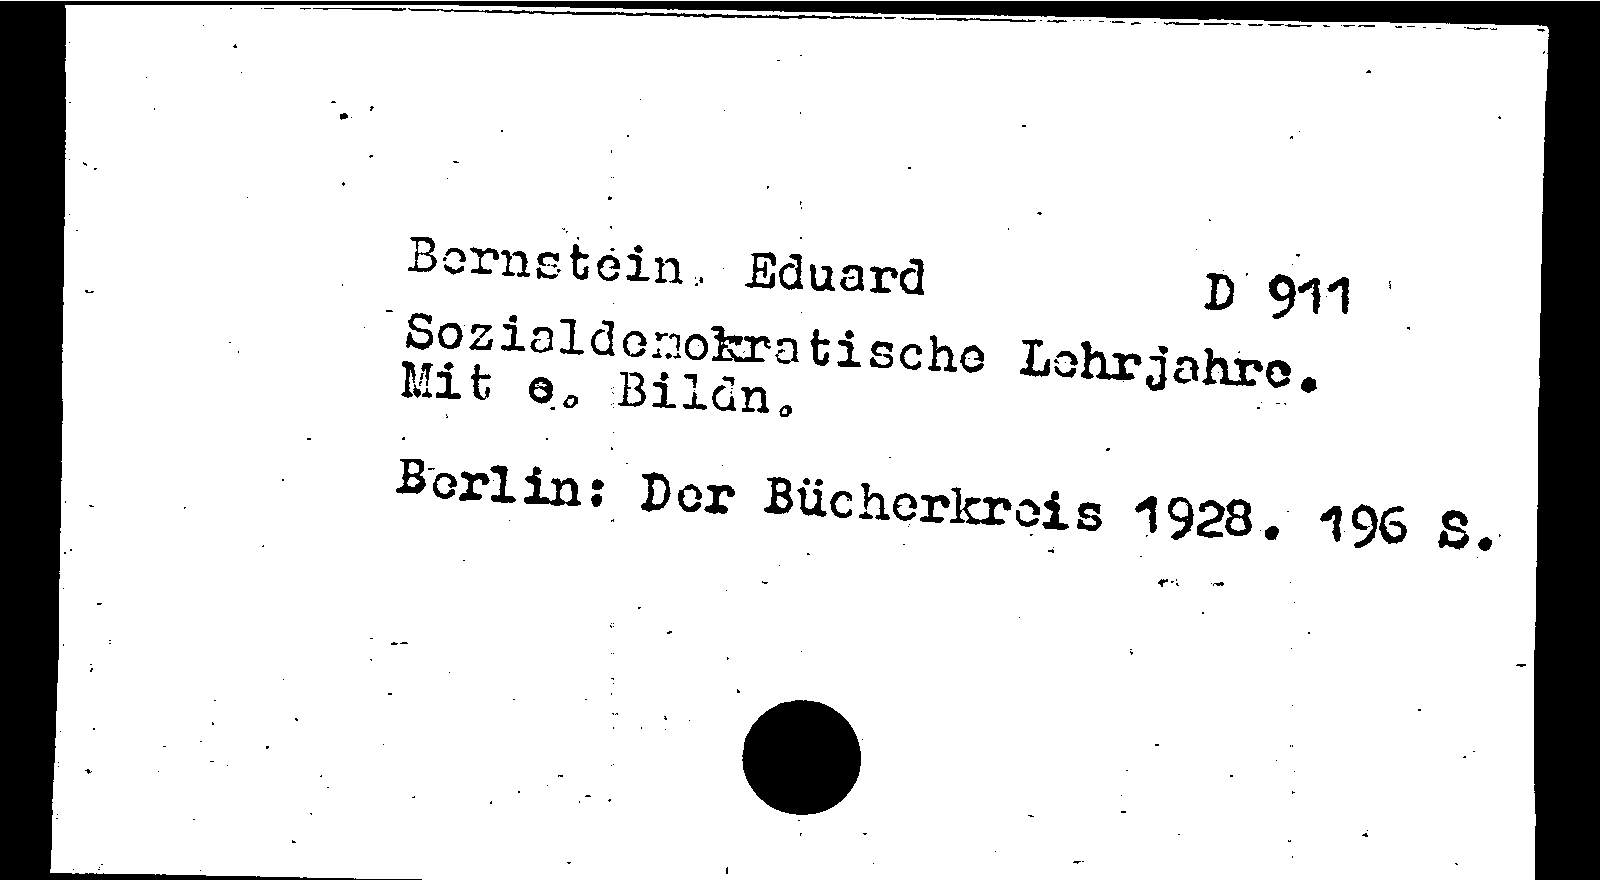 Bernstein, Eduard D 911
Sozialdemokratische Lehrjahre.
Mit e. Bildn.
Berlin: Der Bücherkreis 1928. 196 S.